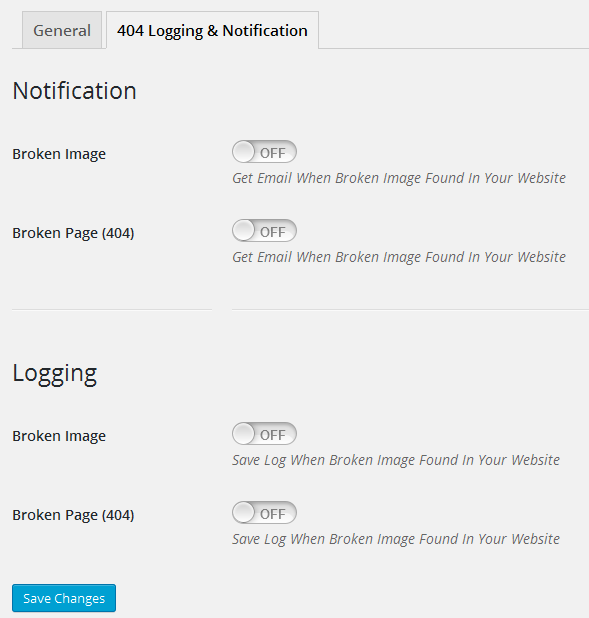 General
404 Logging & Notification
Notification
Broken Image
OFF
Get Email When Broken Image Found In Your Website
Broken Page (404)
OFF
Get Email When Broken Image Found In Your Website
Logging
Broken Image
OFF
Save Log When Broken Image Found In Your Website
Broken Page (404)
OFF
Save Log When Broken Image Found In Your Website
Save Changes